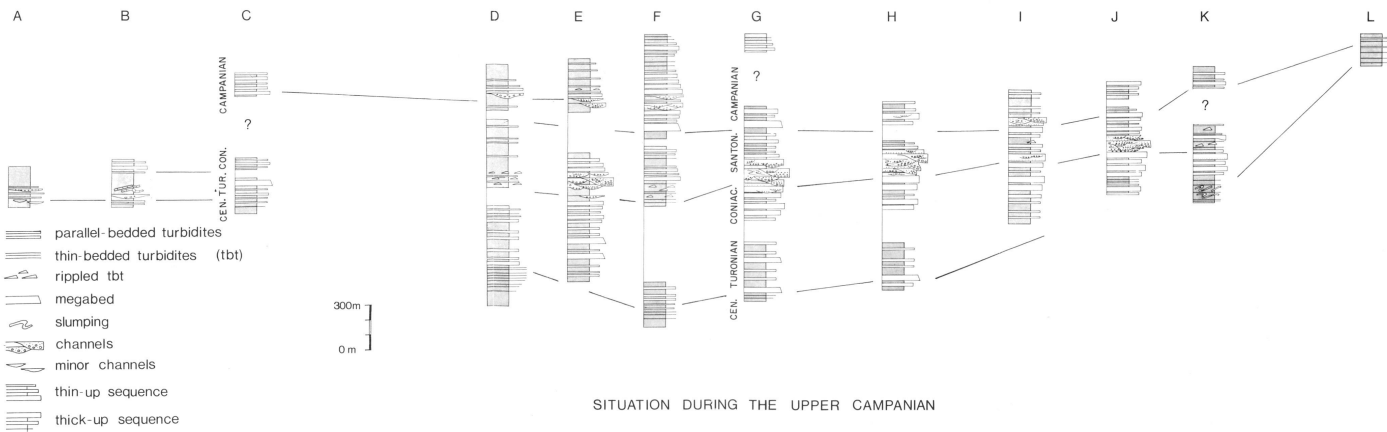 A B C D E F G H I J K L
CAMPANIAN
?
CEN. TUR. CON.
CAMPANIAN
?
SANTON.
CONIAC.
TURONIAN
CEN.
?
parallel-bedded turbidites
thin-bedded turbidites (tbt)
rippled tbt
megabed
slumping
channels
minor channels
thin-up sequence
thick-up sequence
300m
0 m
SITUATION DURING THE UPPER CAMPANIAN